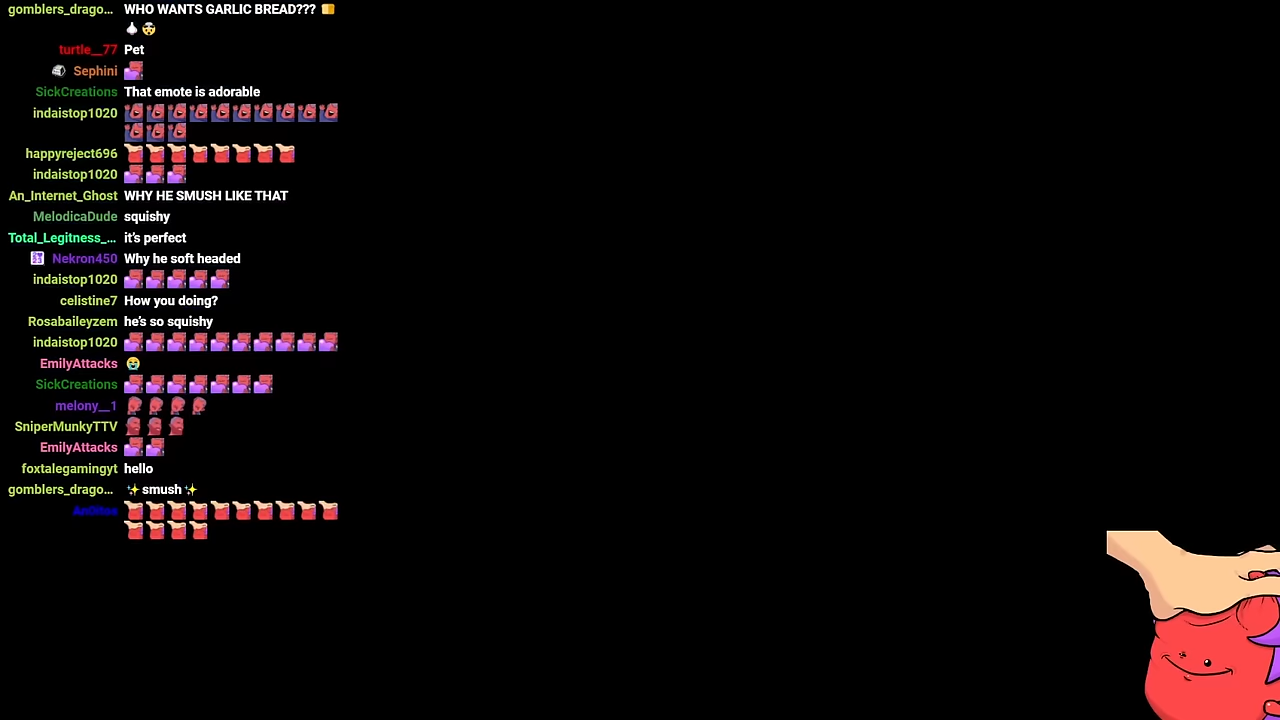 gomblers_drago... WHO WANTS GARLIC BREAD??? 🍞
🧄🤯
turtle__77 Pet
Sephini
SickCreations That emote is adorable
indaistop1020
happyreject696
indaistop1020
An_Internet_Ghost WHY HE SMUSH LIKE THAT
MelodicaDude squishy
Total_Legitness_... it's perfect
Nekron450 Why he soft headed
indaistop1020
celistine7 How you doing?
Rosabaileyzem he's so squishy
indaistop1020
EmilyAttacks 😭
SickCreations
melony__1
SniperMunkyTTV
EmilyAttacks
foxtalegamingyt hello
gomblers_drago... ✨smush✨